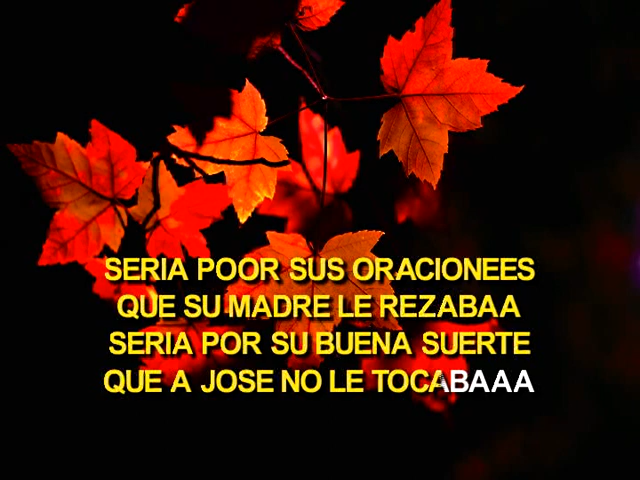 SERIA POOR SUS ORACIONEES
QUE SU MADRE LE REZABAA
SERIA POR SU BUENA SUERTE
QUE A JOSE NO LE TOCABAAA